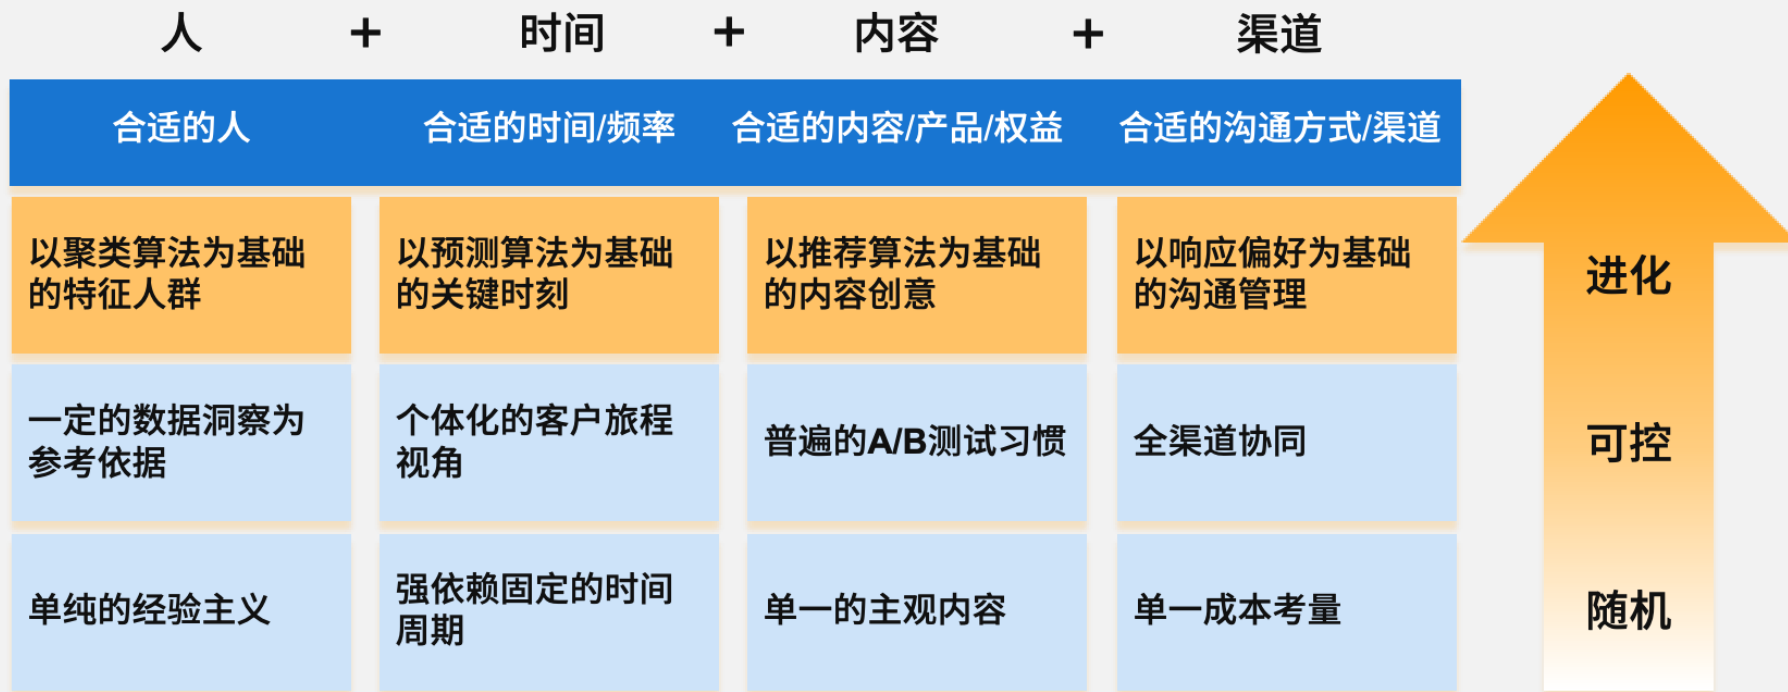 人 + 时间 + 内容 + 渠道
合适的人 合适的时间/频率 合适的内容/产品/权益 合适的沟通方式/渠道
以聚类算法为基础
的特征人群
以预测算法为基础
的关键时刻
以推荐算法为基础
的内容创意
以响应偏好为基础
的沟通管理
进化
一定的数据洞察为
参考依据
个体化的客户旅程
视角
普遍的A/B测试习惯
全渠道协同
可控
单纯的经验主义
强依赖固定的时间
周期
单一的主观内容
单一成本考量
随机